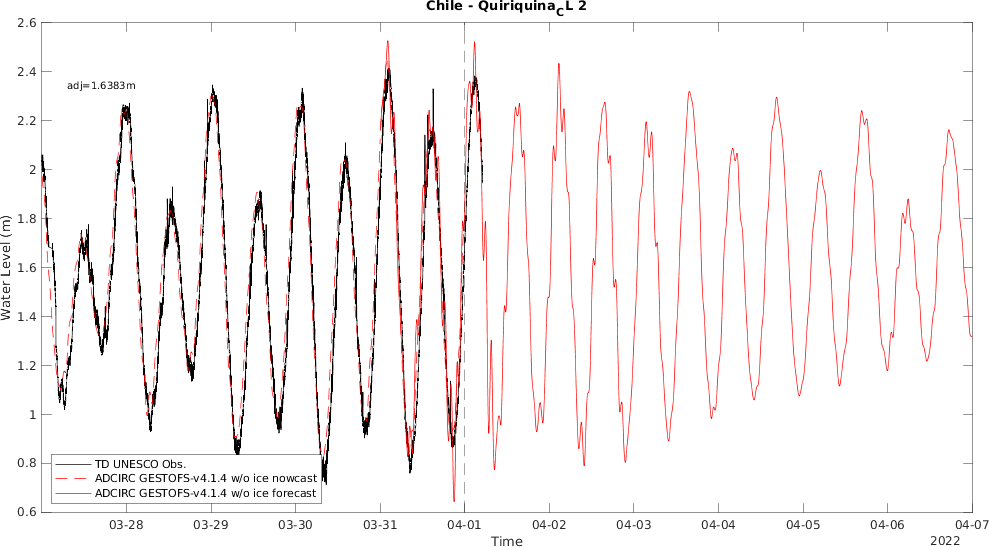 Chile - Quiriquina_CL 2
2.6
2.4
2.2
2
1.8
1.6
1.4
1.2
1
0.8
0.6
Water Level (m)
adj=1.6383m
TD UNESCO Obs.
ADCIRC GESTOFS-v4.1.4 w/o ice nowcast
ADCIRC GESTOFS-v4.1.4 w/o ice forecast
03-28 03-29 03-30 03-31 04-01 04-02 04-03 04-04 04-05 04-06 04-07
Time
2022